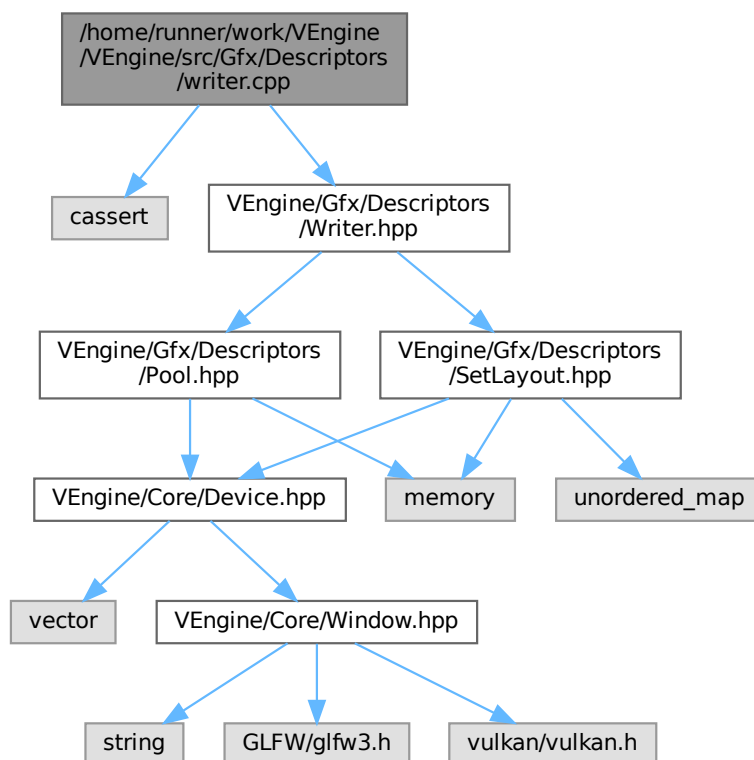 /home/runner/work/VEngine
/VEngine/src/Gfx/Descriptors
/writer.cpp
cassert
VEngine/Gfx/Descriptors
/Writer.hpp
VEngine/Gfx/Descriptors
/Pool.hpp
VEngine/Gfx/Descriptors
/SetLayout.hpp
VEngine/Core/Device.hpp
memory
unordered_map
vector
VEngine/Core/Window.hpp
string
GLFW/glfw3.h
vulkan/vulkan.h